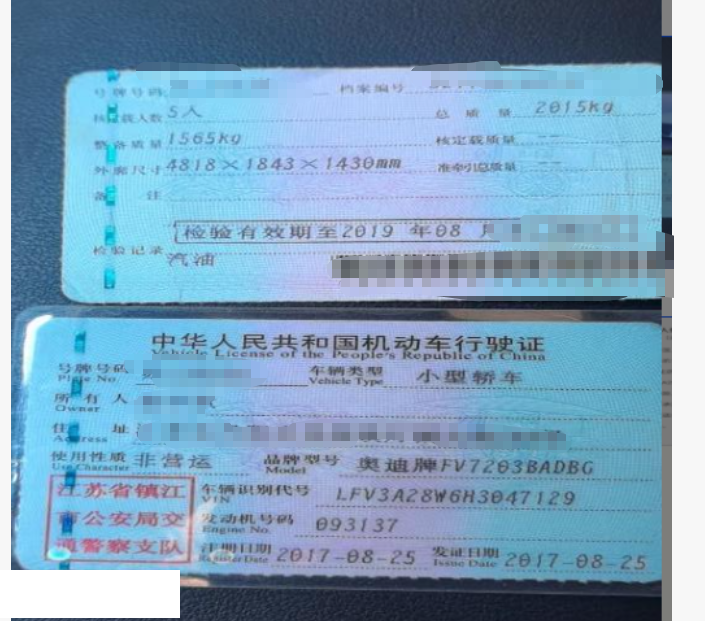 号牌号码 档案编号
核定载人数 5人 总质量 2015kg
整备质量 1565kg 核定载质量 --
外廓尺寸 4818×1843×1430mm 准牵引总质量 --
备注
检验有效期至2019年08月
检验记录
汽油
中华人民共和国机动车行驶证
Vehicle License of the People's Republic of China
号牌号码 车辆类型 小型轿车
Plate No. Vehicle Type
所有人
Owner
住址
Address
使用性质 非营运 品牌型号 奥迪牌FV7203BADBG
Use Character Model
江苏省镇江 车辆识别代号 LFV3A28W6H3047129
VIN
市公安局交 发动机号码 093137
Engine No.
通警察支队 注册日期 2017-08-25 发证日期 2017-08-25
Register Date Issue Date